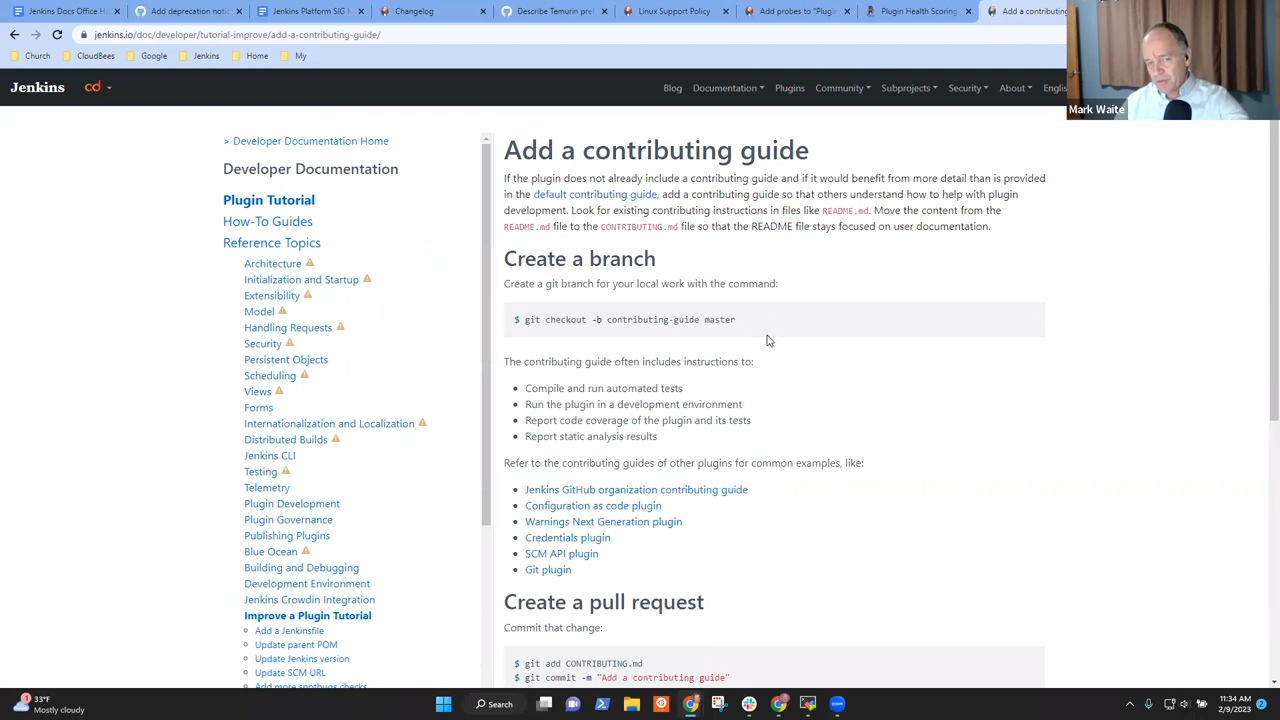 Jenkins Docs Office H
Add deprecation notic
Jenkins Platform SIG M
Changelog
Describe Temurin prel
Linux Support Policy
Add probes to "Plugin
Plugin Health Scoring
Add a contributin
jenkins.io/doc/developer/tutorial-improve/add-a-contributing-guide/
Church
CloudBees
Google
Jenkins
Home
My
Mark Waite
Jenkins
cd
Blog
Documentation
Plugins
Community
Subprojects
Security
About
Englis
> Developer Documentation Home
Developer Documentation
Plugin Tutorial
How-To Guides
Reference Topics
Architecture
Initialization and Startup
Extensibility
Model
Handling Requests
Security
Persistent Objects
Scheduling
Views
Forms
Internationalization and Localization
Distributed Builds
Jenkins CLI
Testing
Telemetry
Plugin Development
Plugin Governance
Publishing Plugins
Blue Ocean
Building and Debugging
Development Environment
Jenkins Crowdin Integration
Improve a Plugin Tutorial
Add a Jenkinsfile
Update parent POM
Update Jenkins version
Update SCM URL
Add more spotbugs checks
Add a contributing guide
If the plugin does not already include a contributing guide and if it would benefit from more detail than is provided
in the default contributing guide, add a contributing guide so that others understand how to help with plugin
development. Look for existing contributing instructions in files like README.md. Move the content from the
README.md file to the CONTRIBUTING.md file so that the README file stays focused on user documentation.
Create a branch
Create a git branch for your local work with the command:
$ git checkout -b contributing-guide master
The contributing guide often includes instructions to:
Compile and run automated tests
Run the plugin in a development environment
Report code coverage of the plugin and its tests
Report static analysis results
Refer to the contributing guides of other plugins for common examples, like:
Jenkins GitHub organization contributing guide
Configuration as code plugin
Warnings Next Generation plugin
Credentials plugin
SCM API plugin
Git plugin
Create a pull request
Commit that change:
$ git add CONTRIBUTING.md
$ git commit -m "Add a contributing guide"
1
33°F
Mostly cloudy
Search
11:34 AM
2/9/2023
2